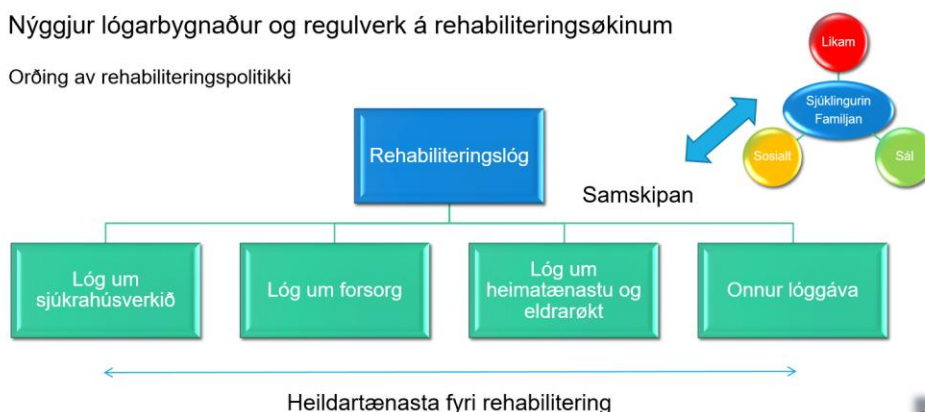 Nýggjur lógarbygnaður og regulverk á rehabiliteringsøkinum
Orðing av rehabiliteringspolitikki
Likam
Sjúklingurin
Familjan
Sosialt
Sál
Rehabiliteringslóg
Samskipan
Lóg um
sjúkrahúsverkið
Lóg um forsorg
Lóg um
heimatænastu og
eldrarøkt
Onnur lóggáva
Heildartænasta fyri rehabilitering